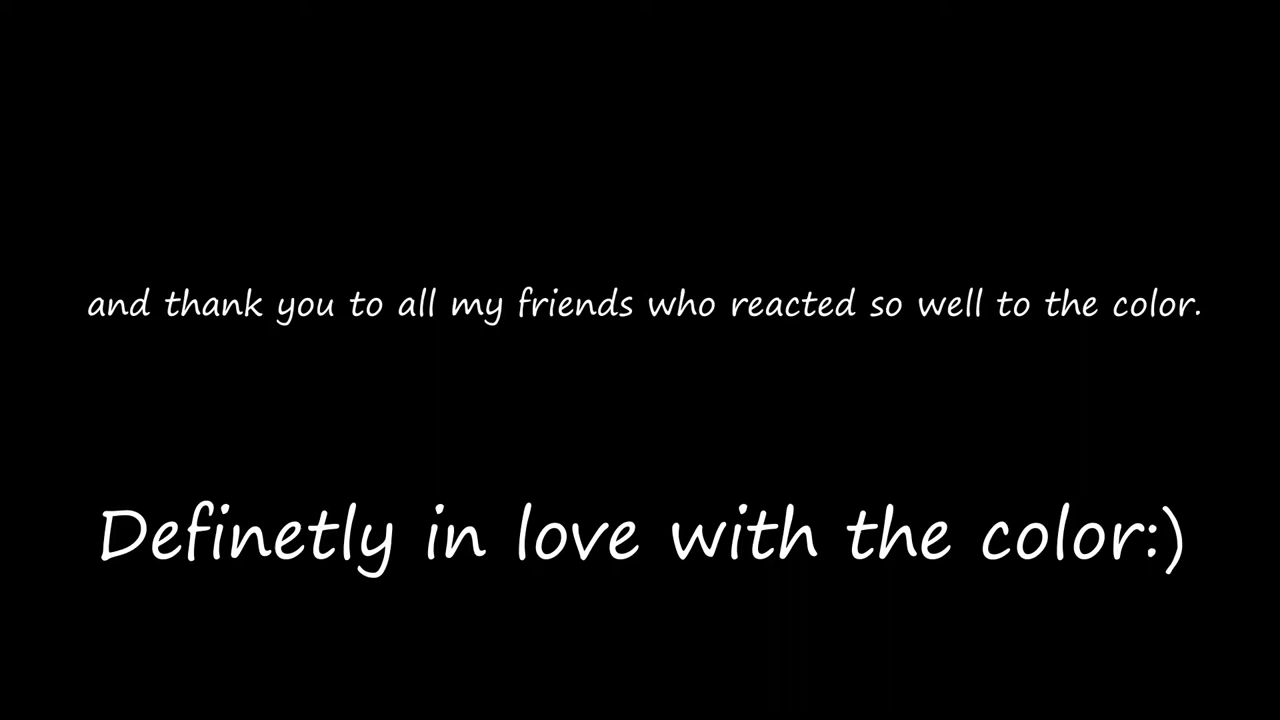 and thank you to all my friends who reacted so well to the color.
Definetly in love with the color:)